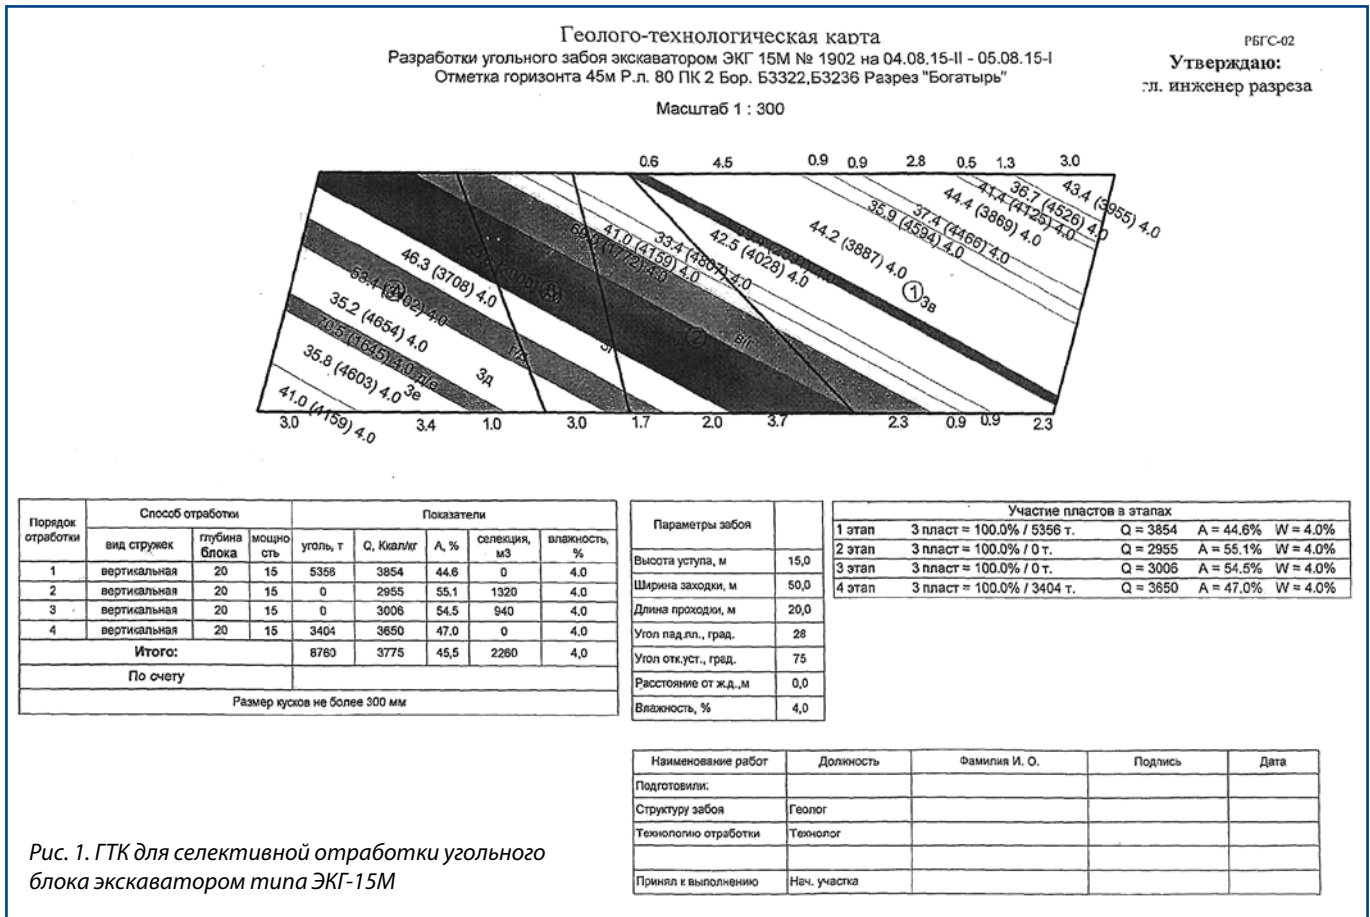 Геолого-технологическая карта
Разработки угольного забоя экскаватором ЭКГ 15М № 1902 на 04.08.15-II - 05.08.15-I
Отметка горизонта 45м Р.л. 80 ПК 2 Бор. Б3322,Б3236 Разрез "Богатырь"
Масштаб 1 : 300
РБГС-02
Утверждаю:
гл. инженер разреза
0.6 4.5 0.9 0.9 2.8 0.5 1.3 3.0
43.4 (3955) 4.0
36.7 (4526) 4.0
41.4 (4125) 4.0
44.4 (3869) 4.0
37.4 (4466) 4.0
35.9 (4594) 4.0
44.2 (3887) 4.0
1 3в
42.5 (4028) 4.0
33.4 (4807) 4.0
41.0 (4159) 4.0
69.0 (1772) 4.0
в/г
2
3г
46.3 (3708) 4.0
г/д
35.2 (4654) 4.0
3д
70.5 (1645) 4.0 д/е
35.8 (4603) 4.0 3е
41.0 (4159) 4.0
3.0 3.4 1.0 3.0 1.7 2.0 3.7 2.3 0.9 0.9 2.3
Порядок отработки Способ отработки Показатели
вид стружек глубина блока мощность уголь, т Q, Ккал/кг А, % селекция, м3 влажность, %
1 вертикальная 20 15 5356 3854 44.6 0 4.0
2 вертикальная 20 15 0 2955 55.1 1320 4.0
3 вертикальная 20 15 0 3006 54.5 940 4.0
4 вертикальная 20 15 3404 3650 47.0 0 4.0
Итого: 8760 3775 45,5 2260 4,0
По счету
Размер кусков не более 300 мм
Параметры забоя
Высота уступа, м 15,0
Ширина заходки, м 50,0
Длина проходки, м 20,0
Угол пад.пл., град. 28
Угол отк.уст., град. 75
Расстояние от ж.д.,м 0,0
Влажность, % 4,0
Участие пластов в этапах
1 этап 3 пласт = 100.0% / 5356 т. Q = 3854 A = 44.6% W = 4.0%
2 этап 3 пласт = 100.0% / 0 т. Q = 2955 A = 55.1% W = 4.0%
3 этап 3 пласт = 100.0% / 0 т. Q = 3006 A = 54.5% W = 4.0%
4 этап 3 пласт = 100.0% / 3404 т. Q = 3650 A = 47.0% W = 4.0%
Наименование работ Должность Фамилия И. О. Подпись Дата
Подготовили:
Структуру забоя Геолог
Технологию отработки Технолог
Принял к выполнению Нач. участка
Рис. 1. ГТК для селективной отработки угольного
блока экскаватором типа ЭКГ-15М